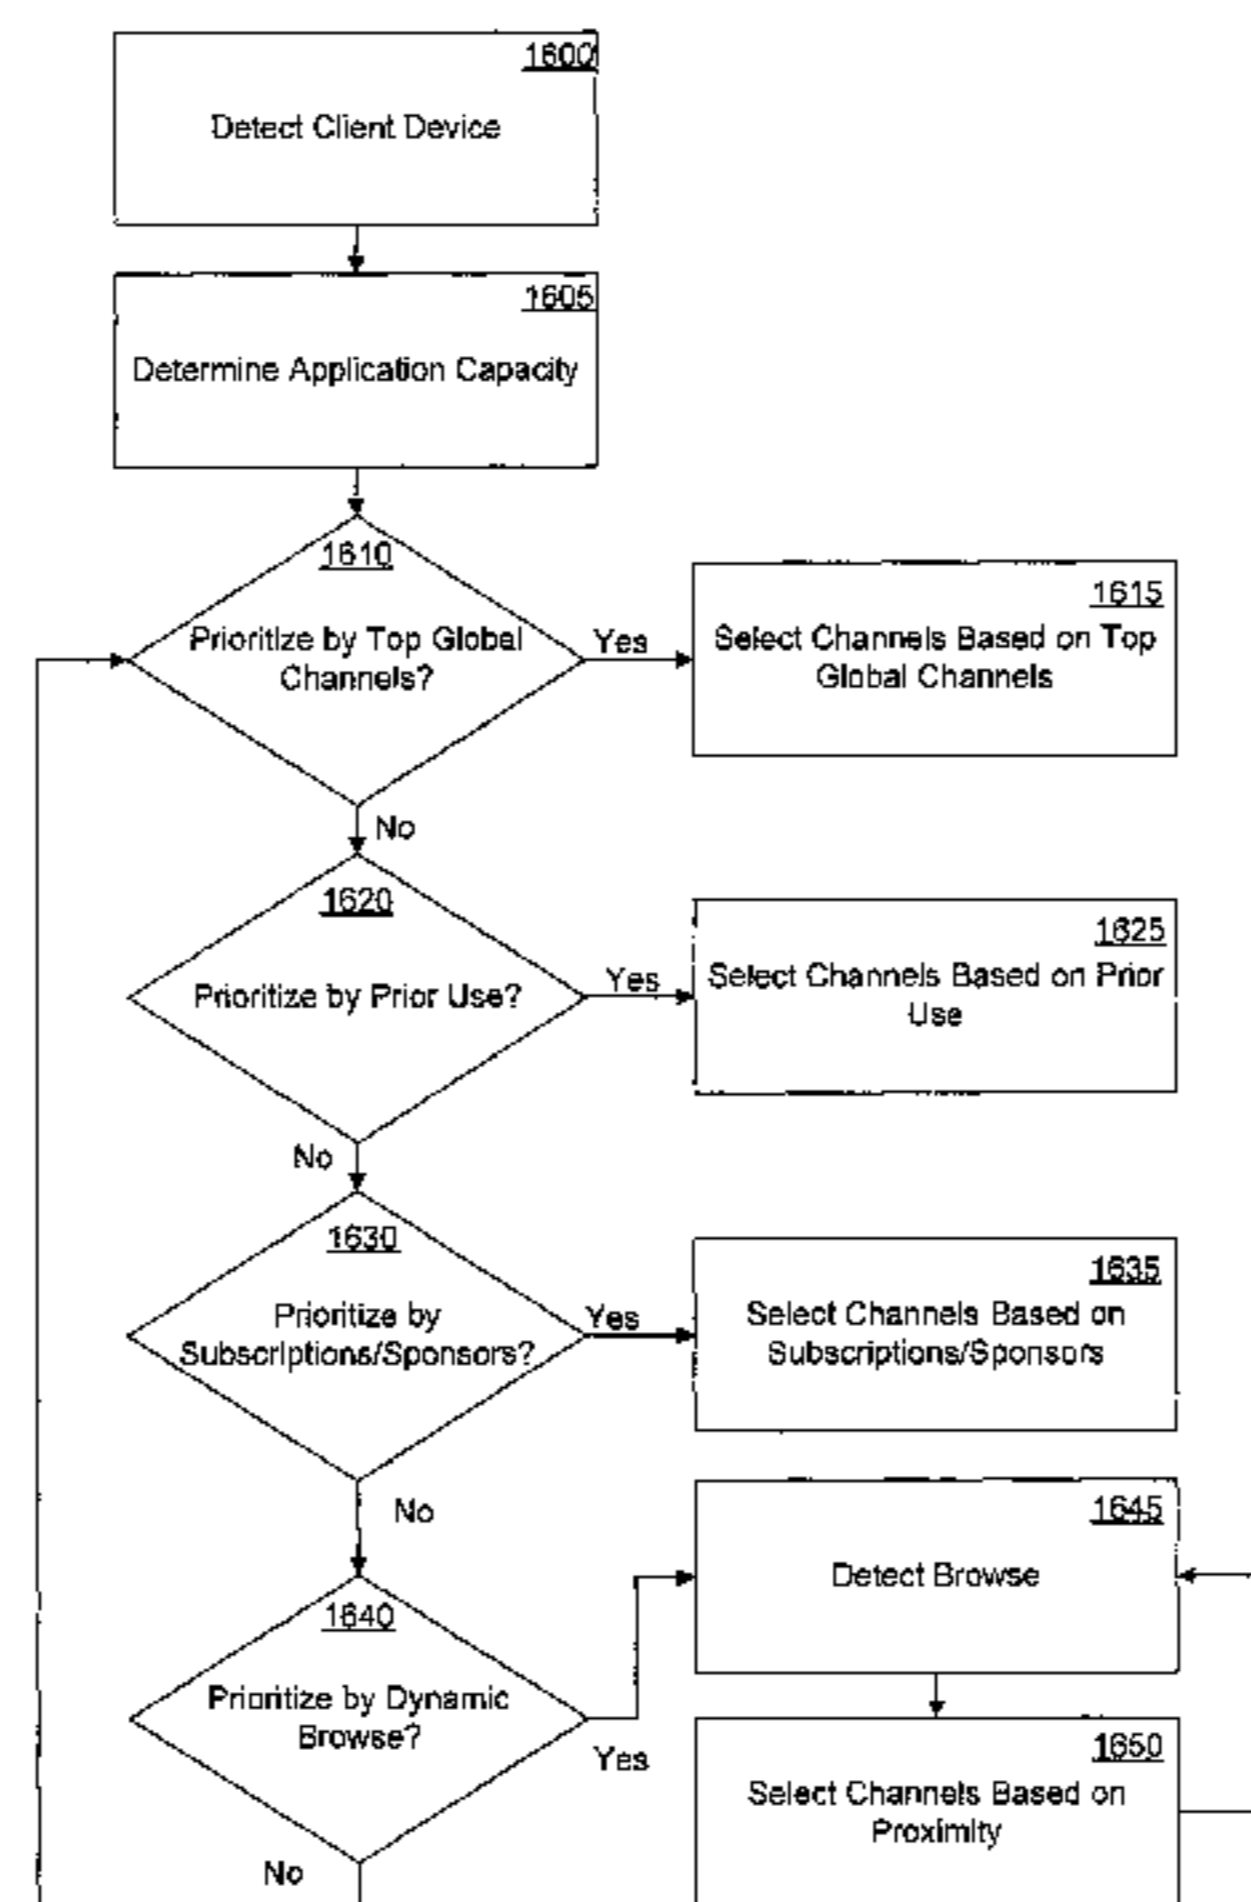 1600
Detect Client Device
1605
Determine Application Capacity
1610
Prioritize by Top Global
Channels?
Yes
1615
Select Channels Based on Top
Global Channels
No
1620
Prioritize by Prior Use?
Yes
1625
Select Channels Based on Prior
Use
No
1630
Prioritize by
Subscriptions/Sponsors?
Yes
1635
Select Channels Based on
Subscriptions/Sponsors
No
1640
Prioritize by Dynamic
Browse?
Yes
1645
Detect Browse
1650
Select Channels Based on
Proximity
No